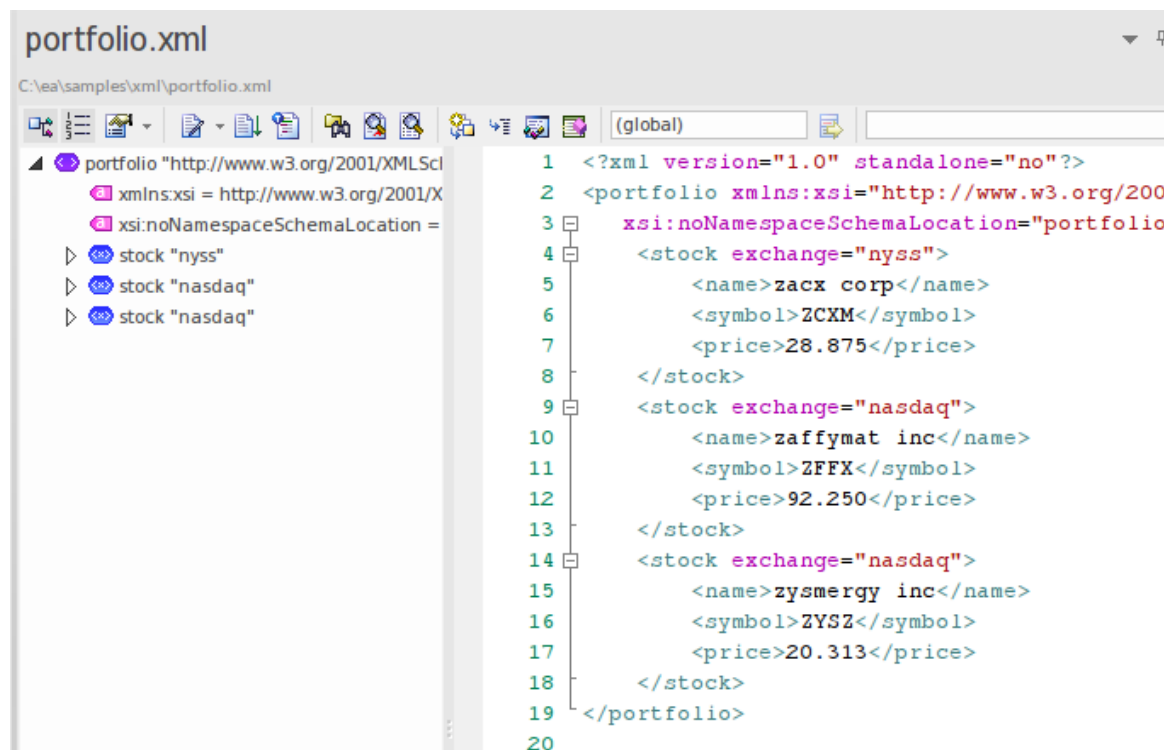 portfolio.xml
C:\ea\samples\xml\portfolio.xml
(global)
portfolio "http://www.w3.org/2001/XMLScl
xmlns:xsi = http://www.w3.org/2001/X
xsi:noNamespaceSchemaLocation =
stock "nyss"
stock "nasdaq"
stock "nasdaq"
1 <?xml version="1.0" standalone="no"?>
2 <portfolio xmlns:xsi="http://www.w3.org/200
3 xsi:noNamespaceSchemaLocation="portfolio
4 <stock exchange="nyss">
5 <name>zacx corp</name>
6 <symbol>ZCXM</symbol>
7 <price>28.875</price>
8 </stock>
9 <stock exchange="nasdaq">
10 <name>zaffymat inc</name>
11 <symbol>ZFFX</symbol>
12 <price>92.250</price>
13 </stock>
14 <stock exchange="nasdaq">
15 <name>zysmergy inc</name>
16 <symbol>ZYSZ</symbol>
17 <price>20.313</price>
18 </stock>
19 </portfolio>
20